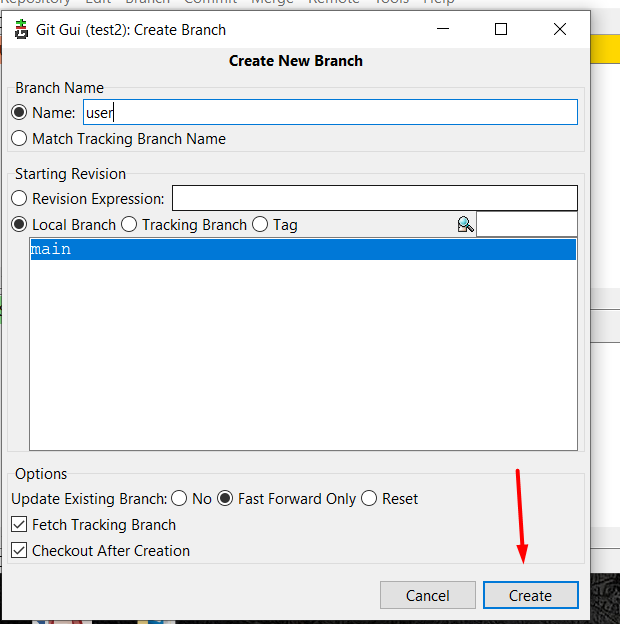 Repository Edit Branch Commit Merge Remote Tools Help
Git Gui (test2): Create Branch
Create New Branch
Branch Name
Name: user
Match Tracking Branch Name
Starting Revision
Revision Expression:
Local Branch Tracking Branch Tag
main
Options
Update Existing Branch: No Fast Forward Only Reset
Fetch Tracking Branch
Checkout After Creation
Cancel Create